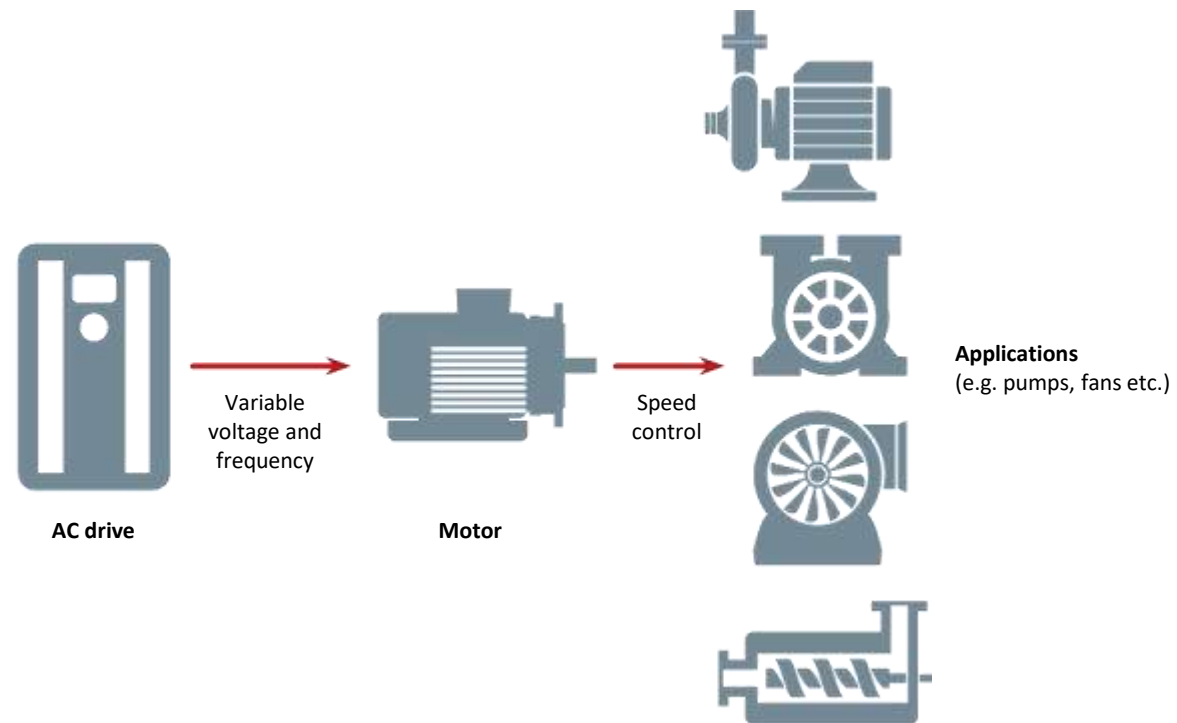 Variable
voltage and
frequency
Speed
control
Applications
(e.g. pumps, fans etc.)
AC drive
Motor